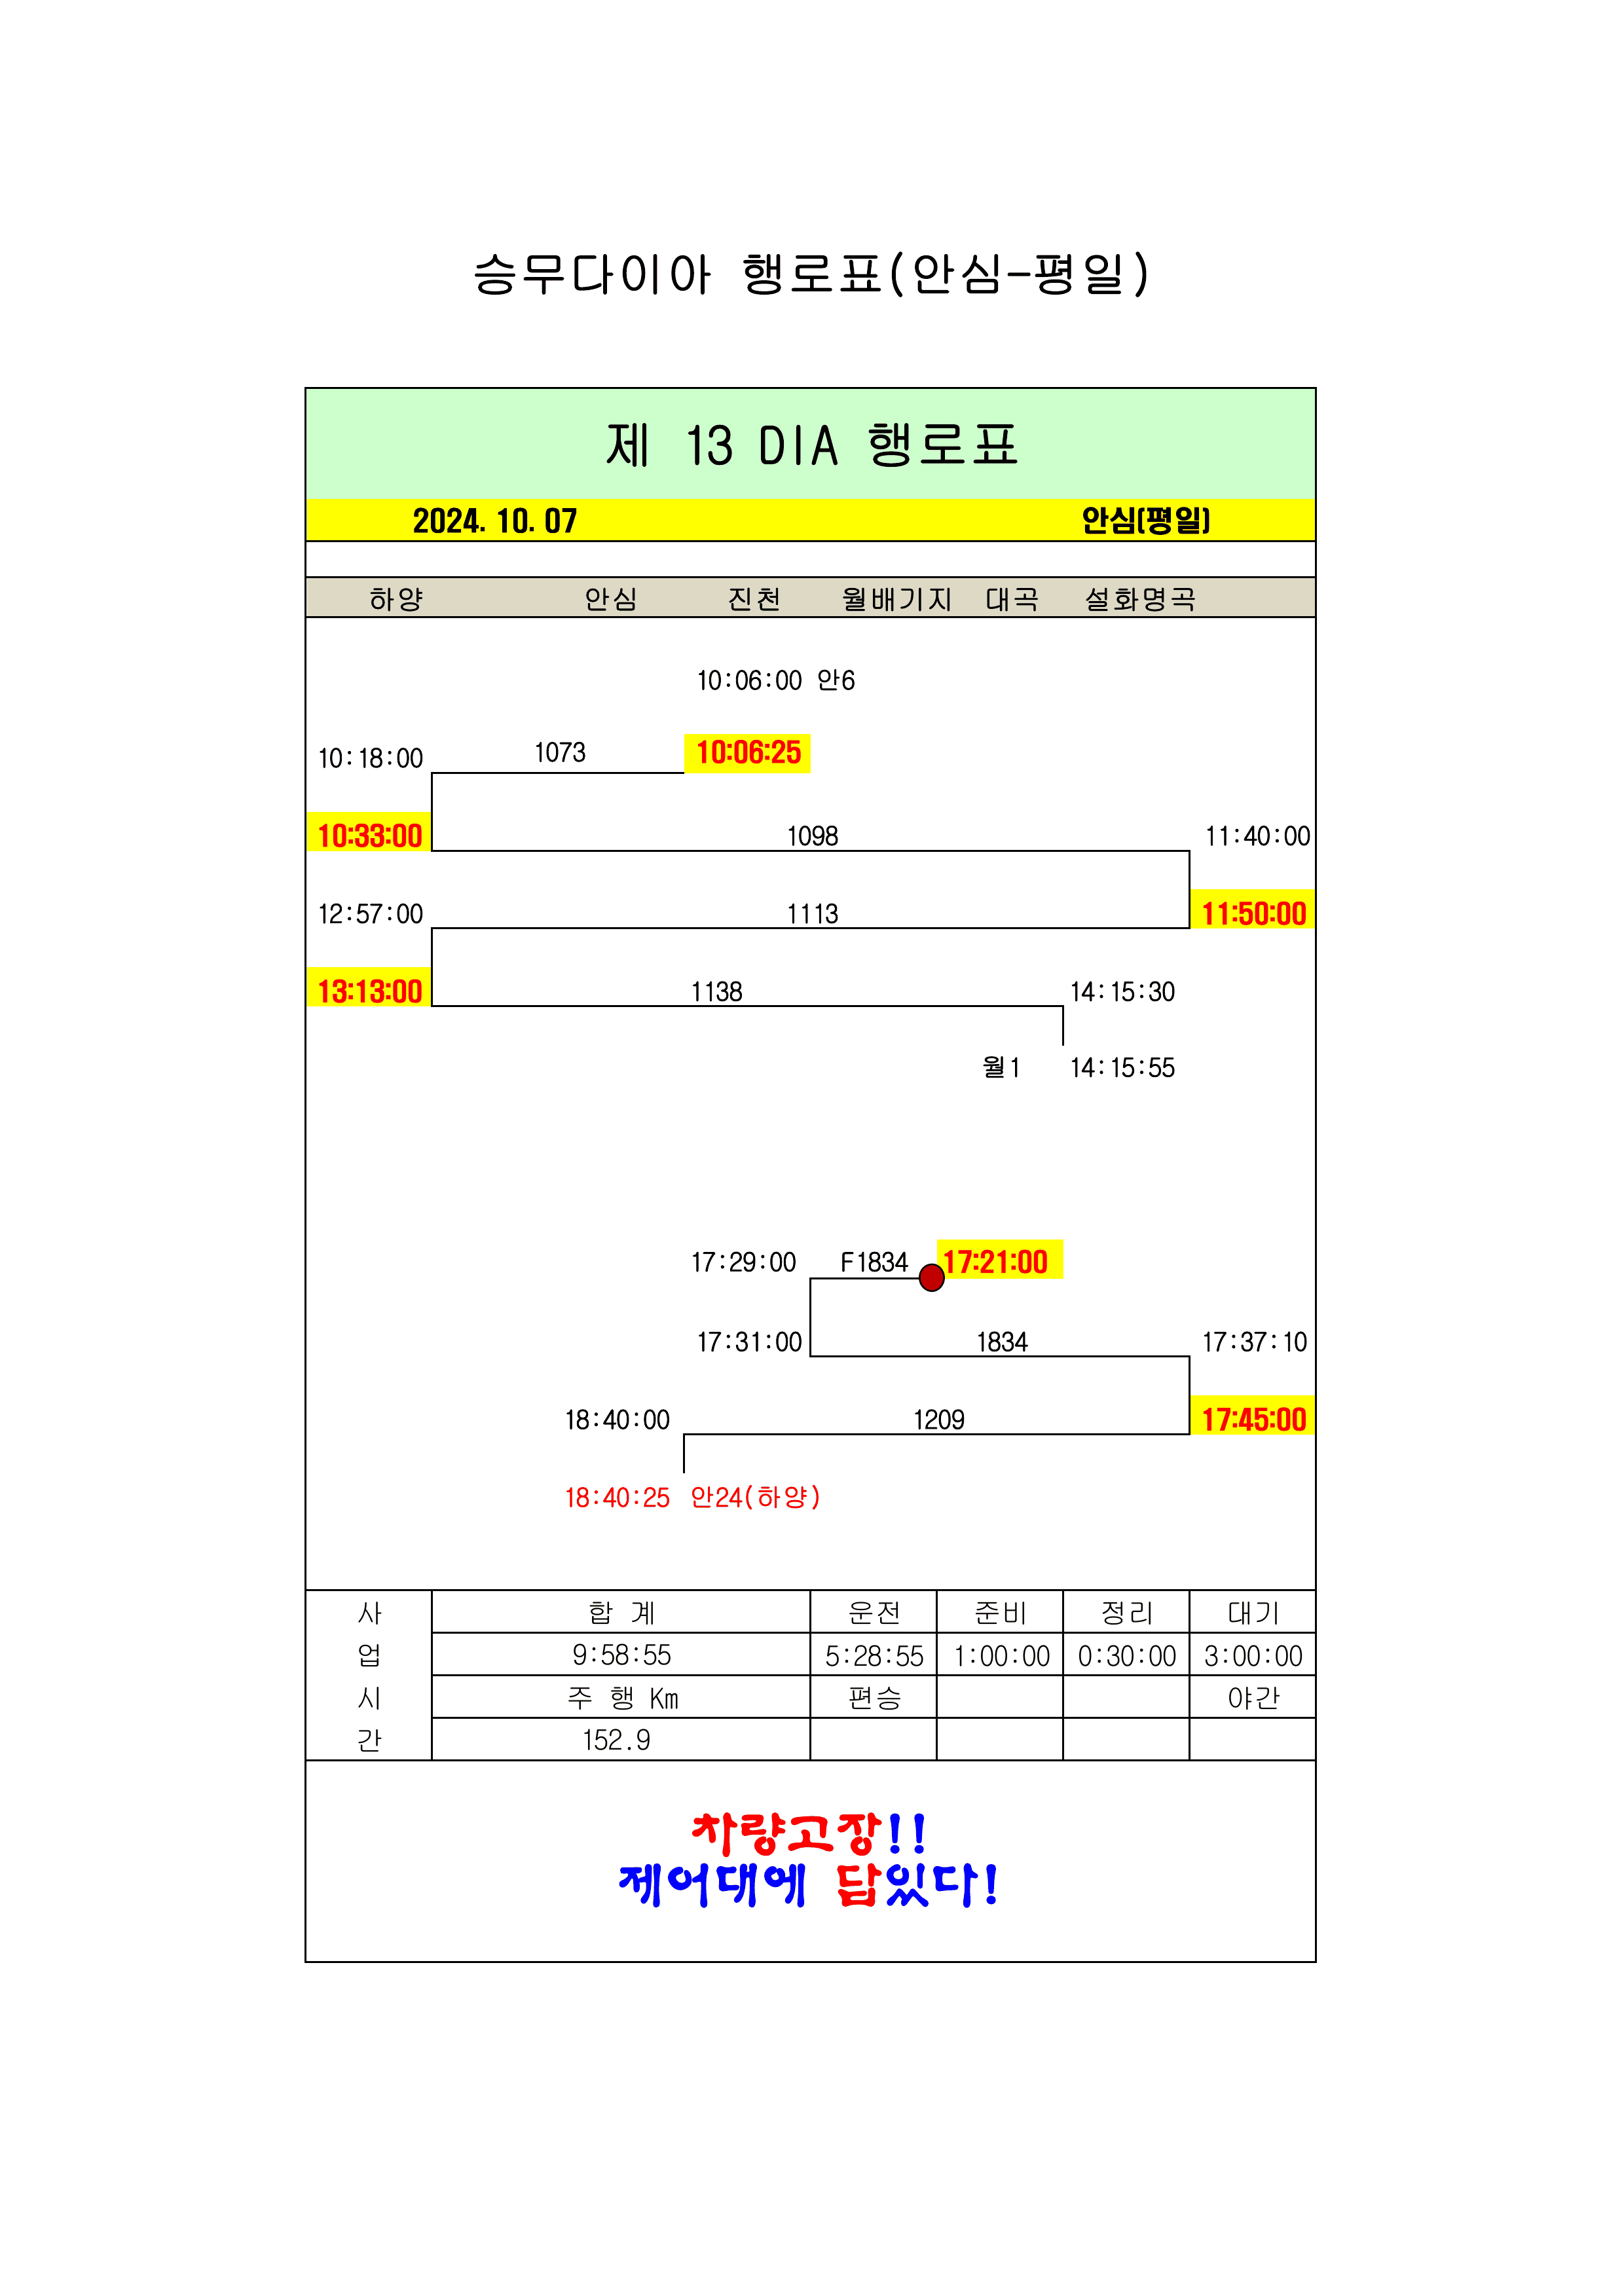 승무다이아 행로표(안심-평일)
제 13 DIA 행로표
2024. 10. 07 안심(평일)
하양 안심 진천 월배기지 대곡 설화명곡
10:06:00 안6
10:18:00 1073 10:06:25
10:33:00 1098 11:40:00
12:57:00 1113 11:50:00
13:13:00 1138 14:15:30
월1 14:15:55
17:29:00 F1834 17:21:00
17:31:00 1834 17:37:10
18:40:00 1209 17:45:00
18:40:25 안24(하양)
사 합 계 운전 준비 정리 대기
업 9:58:55 5:28:55 1:00:00 0:30:00 3:00:00
시 주 행 Km 편승 야간
간 152.9
차량고장!!
제어대에 답있다!